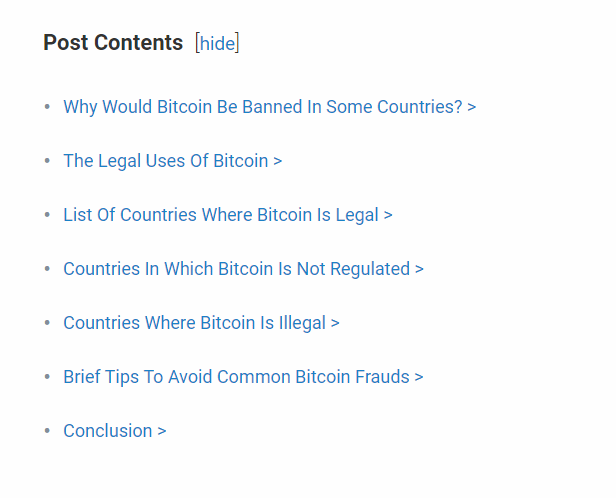 Post Contents [hide]
• Why Would Bitcoin Be Banned In Some Countries? >
• The Legal Uses Of Bitcoin >
• List Of Countries Where Bitcoin Is Legal >
• Countries In Which Bitcoin Is Not Regulated >
• Countries Where Bitcoin Is Illegal >
• Brief Tips To Avoid Common Bitcoin Frauds >
• Conclusion >